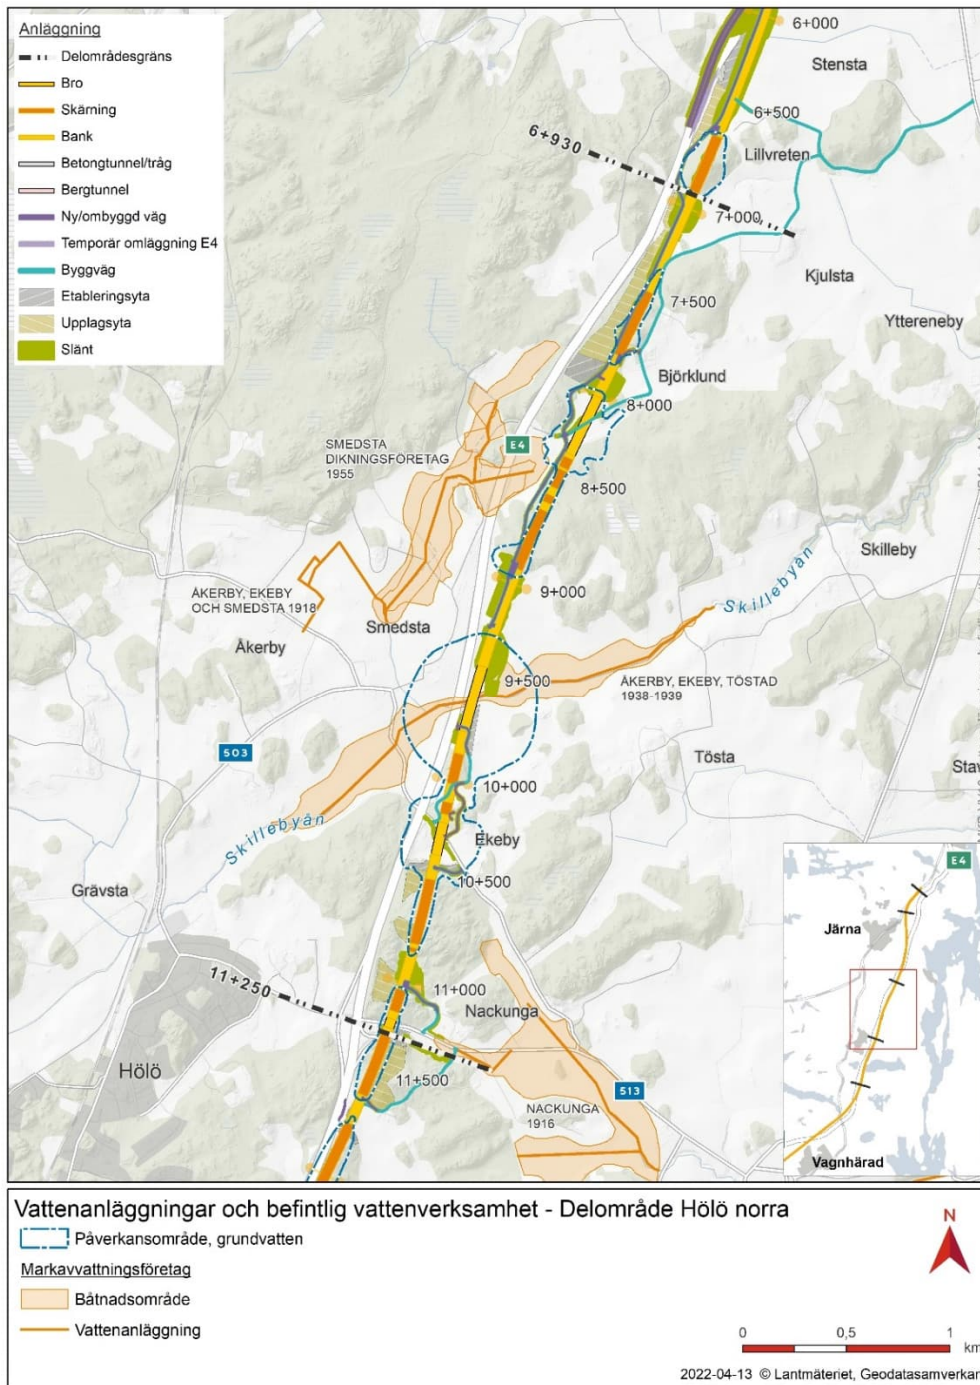 Anläggning
Delområdesgräns
Bro
Skärning
Bank
Betongtunnel/tråg
Bergtunnel
Ny/ombyggd väg
Temporär omläggning E4
Byggväg
Etableringsyta
Upplagsyta
Slänt
6+000
Stensta
6+500
6+930
Lillvreten
7+000
Kjulsta
7+500
Yttereneby
Björklund
8+000
SMEDSTA
DIKNINGSFÖRETAG
1955
E4
8+500
Skilleby
9+000
ÅKERBY, EKEBY
OCH SMEDSTA 1918
Skillebyån
Smedsta
Åkerby
9+500
ÅKERBY, EKEBY, TÖSTAD
1938-1939
503
Tösta
Stav
10+000
Skillebyån
Ekeby
E4
10+500
Grävsta
Järna
11+250
11+000
Nackunga
Hölö
11+500
513
NACKUNGA
1916
Vagnhärad
Vattenanläggningar och befintlig vattenverksamhet - Delområde Hölö norra
Påverkansområde, grundvatten
N
Markavvattningsföretag
Båtnadsområde
Vattenanläggning
0 0,5 1
km
2022-04-13 © Lantmäteriet, Geodatasamverkan